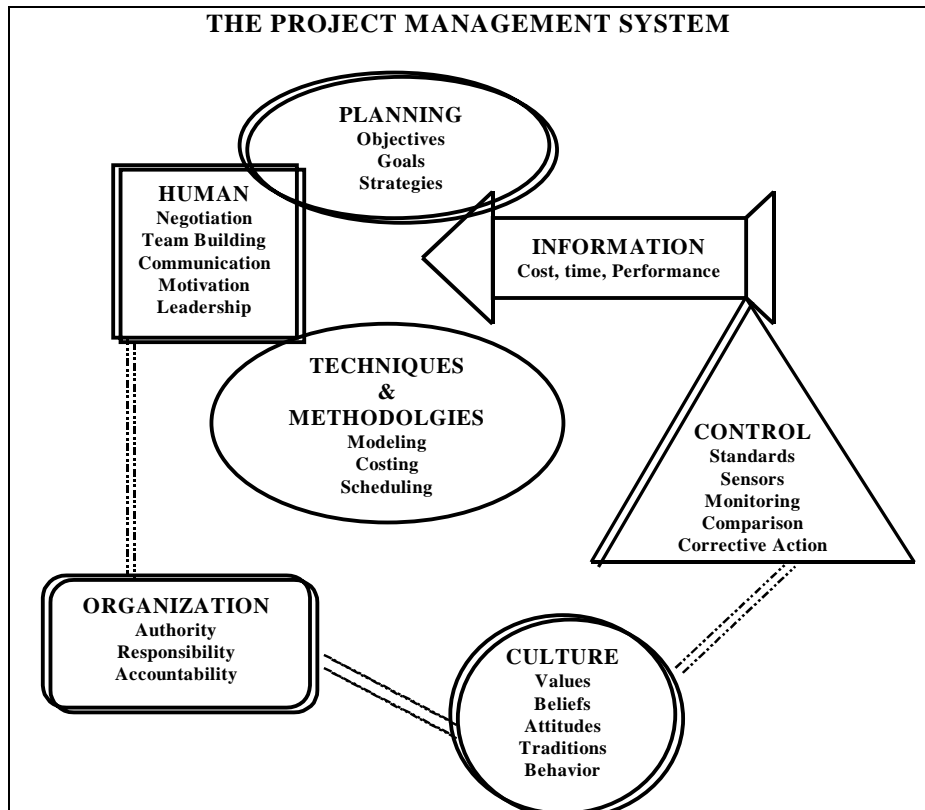 THE PROJECT MANAGEMENT SYSTEM
PLANNING
Objectives
Goals
Strategies
HUMAN
Negotiation
Team Building
Communication
Motivation
Leadership
INFORMATION
Cost, time, Performance
TECHNIQUES
&
METHODOLGIES
Modeling
Costing
Scheduling
CONTROL
Standards
Sensors
Monitoring
Comparison
Corrective Action
ORGANIZATION
Authority
Responsibility
Accountability
CULTURE
Values
Beliefs
Attitudes
Traditions
Behavior